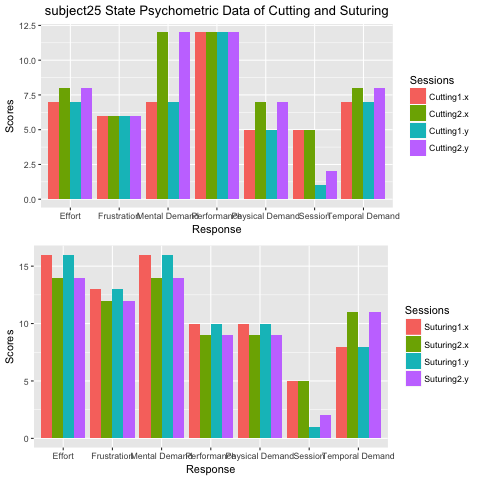 subject25 State Psychometric Data of Cutting and Suturing
12.5
10.0
7.5
5.0
2.5
0.0
Scores
Effort Frustration Mental Demand Performance Physical Demand Session Temporal Demand
Response
Sessions
Cutting1.x
Cutting2.x
Cutting1.y
Cutting2.y
15
10
5
0
Scores
Effort Frustration Mental Demand Performance Physical Demand Session Temporal Demand
Response
Sessions
Suturing1.x
Suturing2.x
Suturing1.y
Suturing2.y